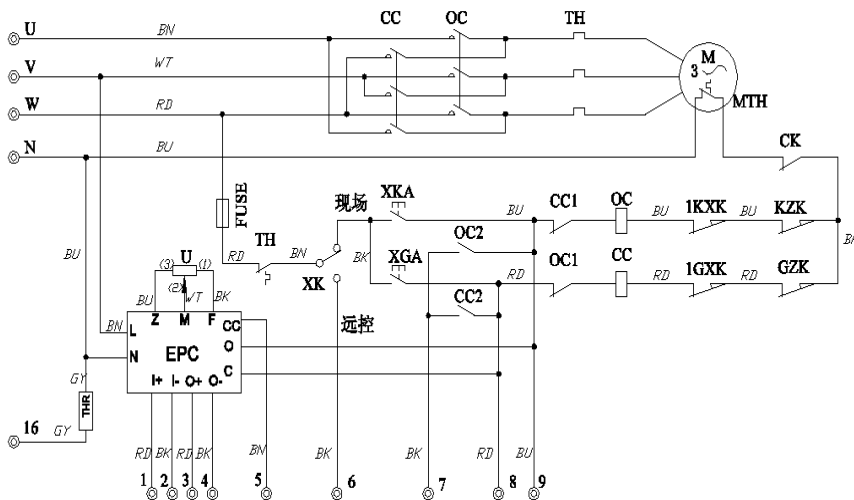 U BN CC OC TH
V WT M
3
W RD MTH
N BU CK
FUSE
现场 XKA BU CC1 OC BU 1KXK BU KZK
TH BN OC2 BK
RD XK BK XGA RD OC1 CC RD 1GXK RD GZK
BU U
(3) (1)
(2) WT BK
BU CC2
远控
Z M F CC
BN L
EPC O
N C
I+ I- O+ O-
GY
THR
16 GY
RD BK RD BK BN BK BK RD BU
1 2 3 4 5 6 7 8 9